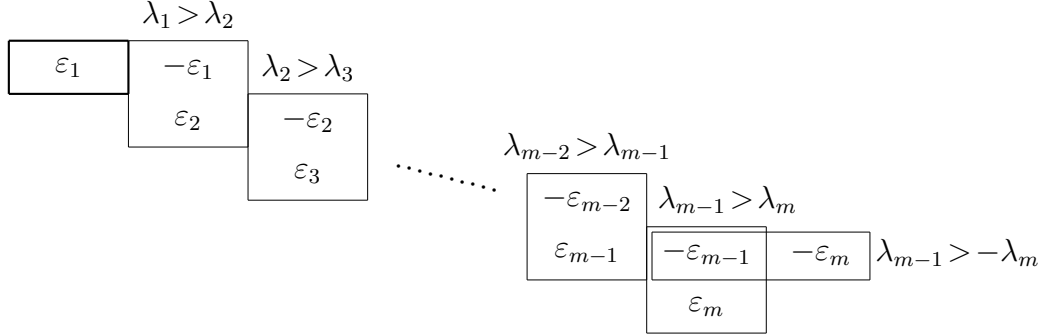 λ₁ > λ₂
ε₁ −ε₁ λ₂ > λ₃
ε₂ −ε₂
ε₃ ........... λₘ₋₂ > λₘ₋₁
−εₘ₋₂ λₘ₋₁ > λₘ
εₘ₋₁ −εₘ₋₁ −εₘ λₘ₋₁ > −λₘ
εₘ